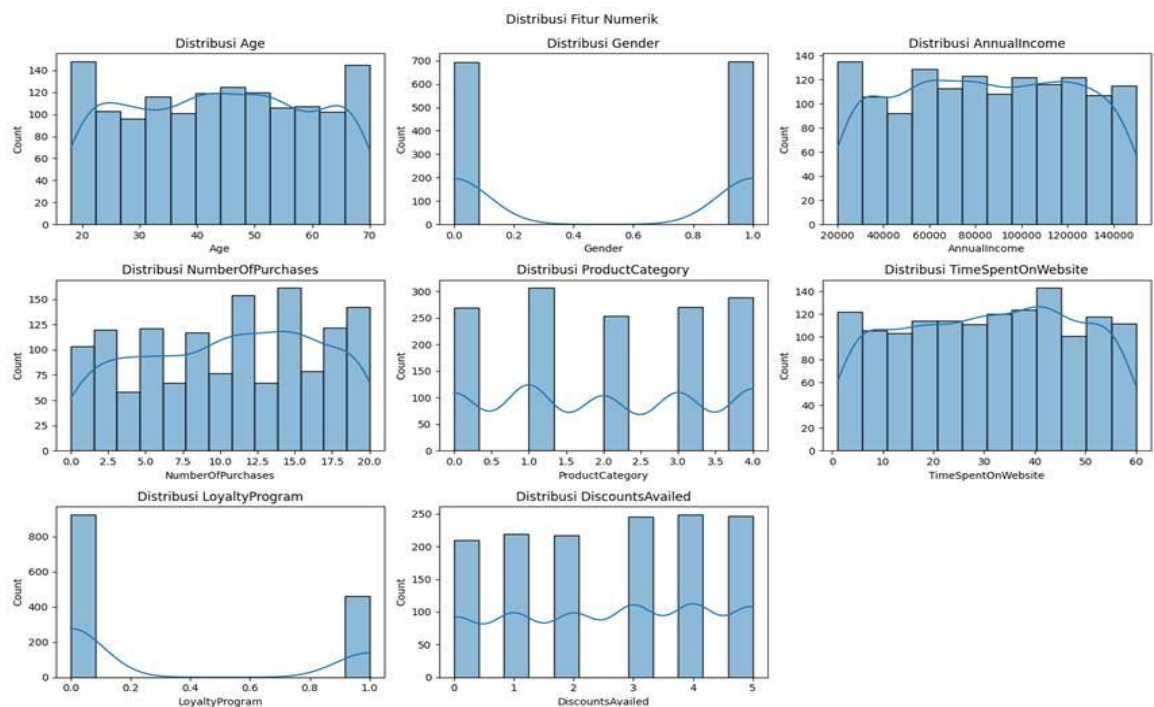 Distribusi Fitur Numerik
Distribusi Age
140
120
100
80
60
40
20
0
Count
20 30 40 50 60 70
Age
Distribusi Gender
700
600
500
400
300
200
100
0
Count
0.0 0.2 0.4 0.6 0.8 1.0
Gender
Distribusi AnnualIncome
140
120
100
80
60
40
20
0
Count
20000 40000 60000 80000 100000 120000 140000
AnnualIncome
Distribusi NumberOfPurchases
150
125
100
75
50
25
0
Count
0.0 2.5 5.0 7.5 10.0 12.5 15.0 17.5 20.0
NumberOfPurchases
Distribusi ProductCategory
300
250
200
150
100
50
0
Count
0.0 0.5 1.0 1.5 2.0 2.5 3.0 3.5 4.0
ProductCategory
Distribusi TimeSpentOnWebsite
140
120
100
80
60
40
20
0
Count
0 10 20 30 40 50 60
TimeSpentOnWebsite
Distribusi LoyaltyProgram
800
600
400
200
0
Count
0.0 0.2 0.4 0.6 0.8 1.0
LoyaltyProgram
Distribusi DiscountsAvailed
250
200
150
100
50
0
Count
0 1 2 3 4 5
DiscountsAvailed